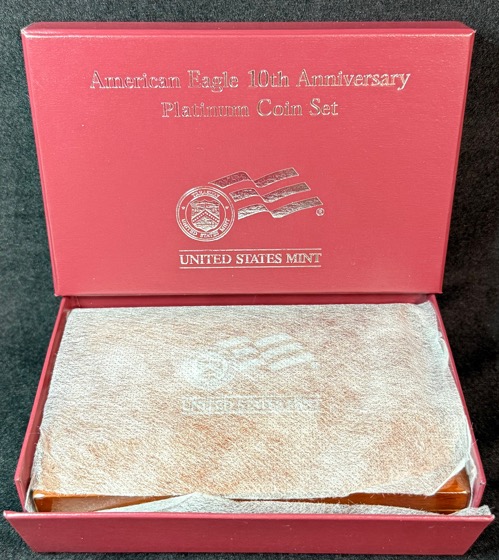 American Eagle 10th Anniversary
Platinum Coin Set
UNITED STATES MINT
®
UNITED STATES MINT